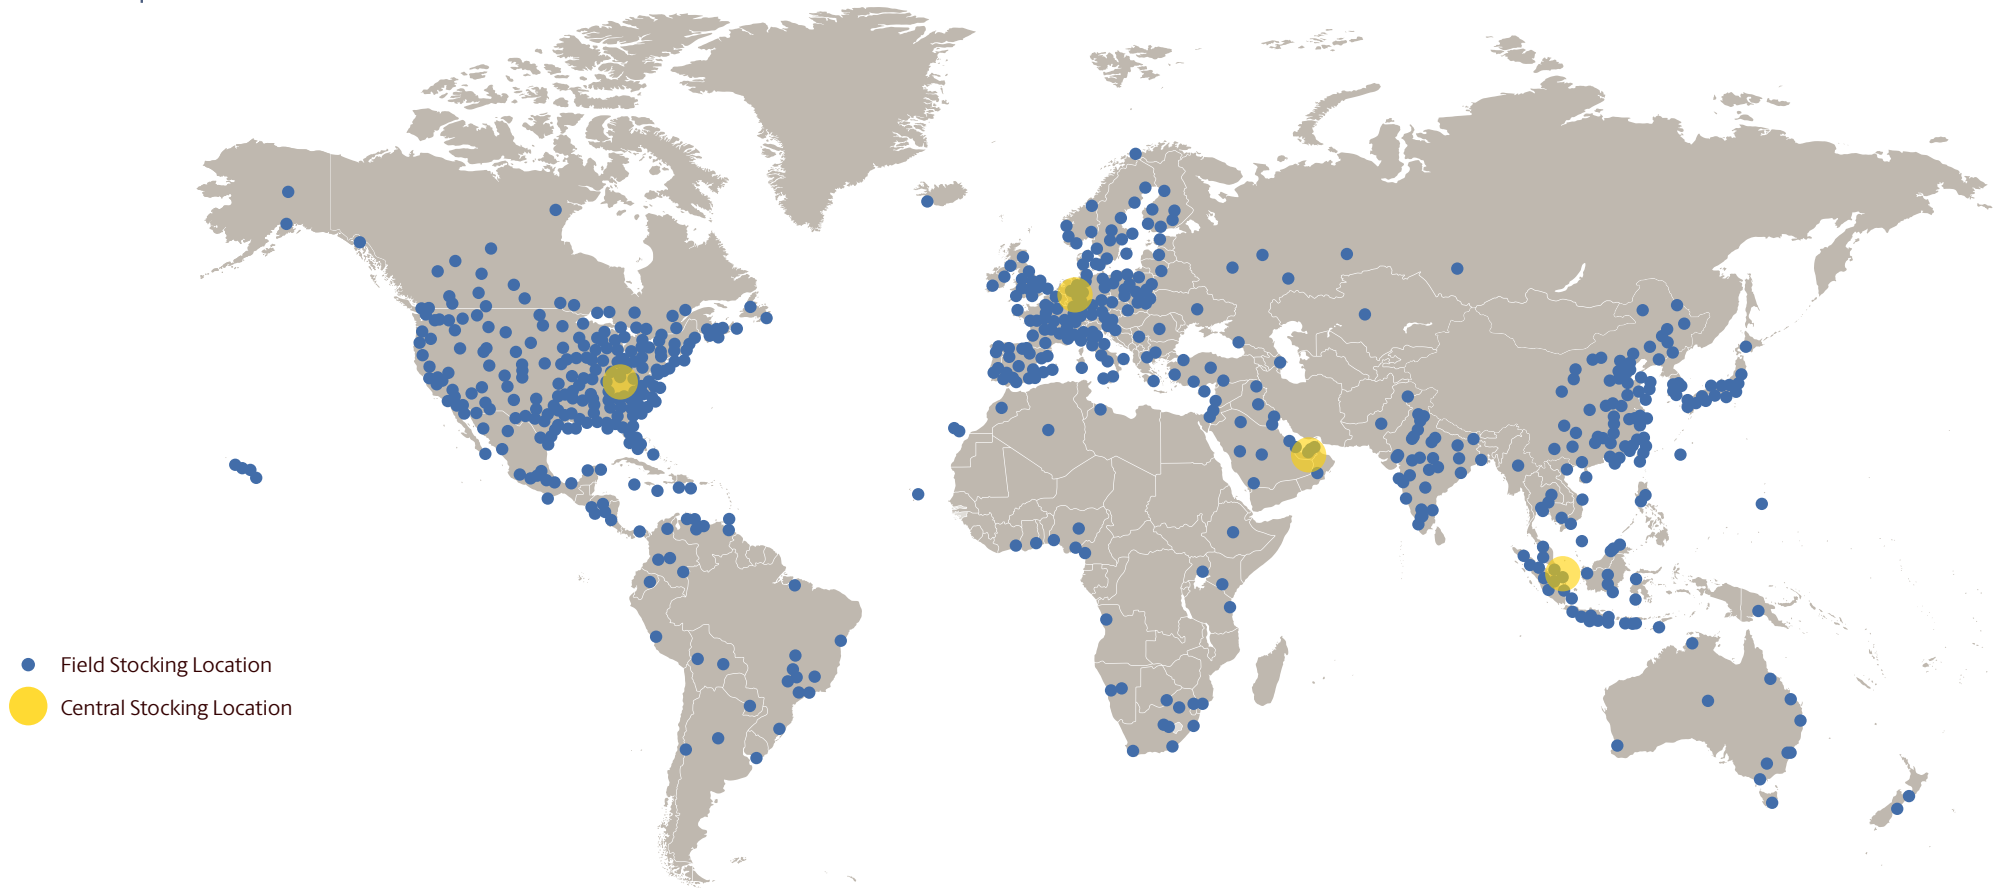 Field Stocking Location
Central Stocking Location